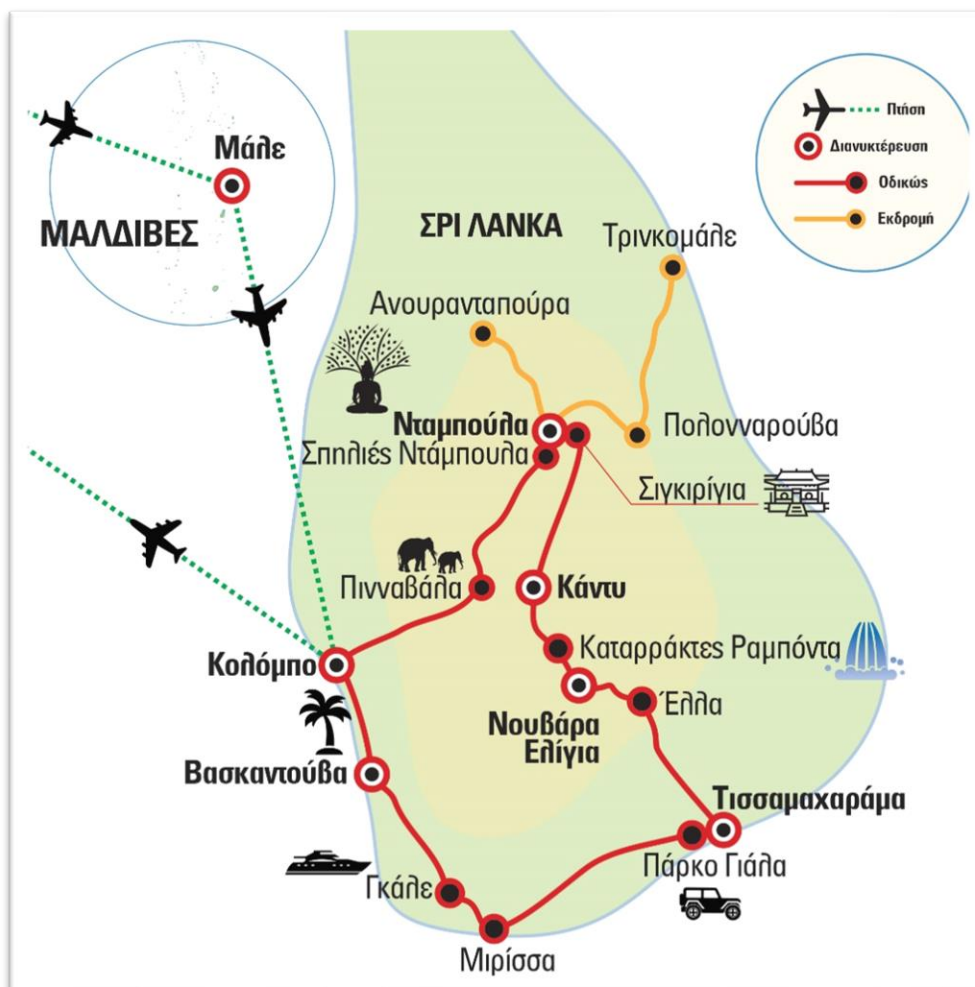 Μάλε
ΜΑΛΔΙΒΕΣ
Πτήση
Διανυκτέρευση
Οδικώς
Εκδρομή
ΣΡΙ ΛΑΝΚΑ
Τρινκομάλε
Ανουρανταπούρα
Νταμπούλα
Πολονναρούβα
Σπηλιές Ντάμπουλα
Σιγκιρίγια
Πινναβάλα
Κάντυ
Καταρράκτες Ραμπόντα
Κολόμπο
Έλλα
Νουβάρα
Ελίγια
Βασκαντούβα
Τισσαμαχαράμα
Πάρκο Γιάλα
Γκάλε
Μιρίσσα